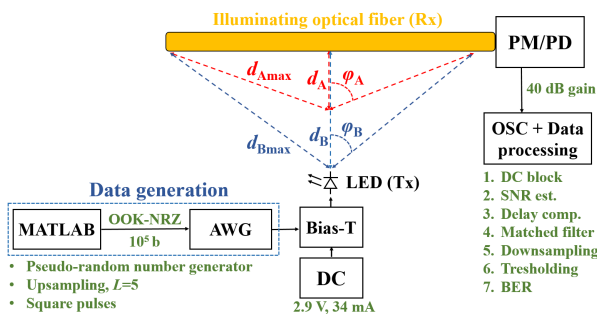 Illuminating optical fiber (Rx)
PM/PD
dAmax
dA
φA
40 dB gain
dBmax
dB
φB
OSC + Data
processing
LED (Tx)
1. DC block
2. SNR est.
3. Delay comp.
4. Matched filter
5. Downsampling
6. Tresholding
7. BER
Data generation
MATLAB
OOK-NRZ
10⁵ b
AWG
Bias-T
• Pseudo-random number generator
• Upsampling, L=5
• Square pulses
DC
2.9 V, 34 mA